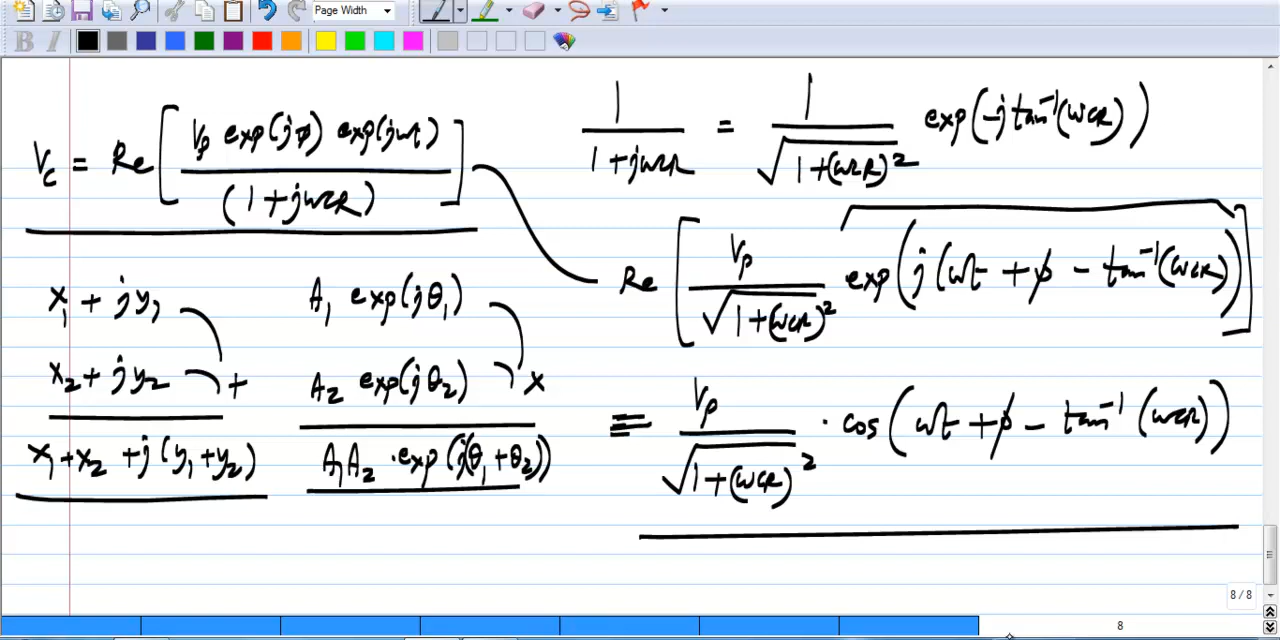 Page Width
V_c = Re [ V_p exp(jφ) exp(jωt) / (1 + jωCR) ]
1 / (1 + jωCR) = 1 / √(1+(ωCR)²) exp(-j tan⁻¹(ωCR))
Re [ V_p / √(1+(ωCR)²) exp(j(ωt + φ - tan⁻¹(ωCR)) ]
x₁ + jy₁
x₂ + jy₂ +
x₁+x₂ + j(y₁+y₂)
A₁ exp(jθ₁)
A₂ exp(jθ₂) x
A₁A₂ · exp(j(θ₁ + θ₂))
≡ V_p / √(1+(ωCR)²) · cos(ωt + φ - tan⁻¹(ωCR))
8 / 8
8